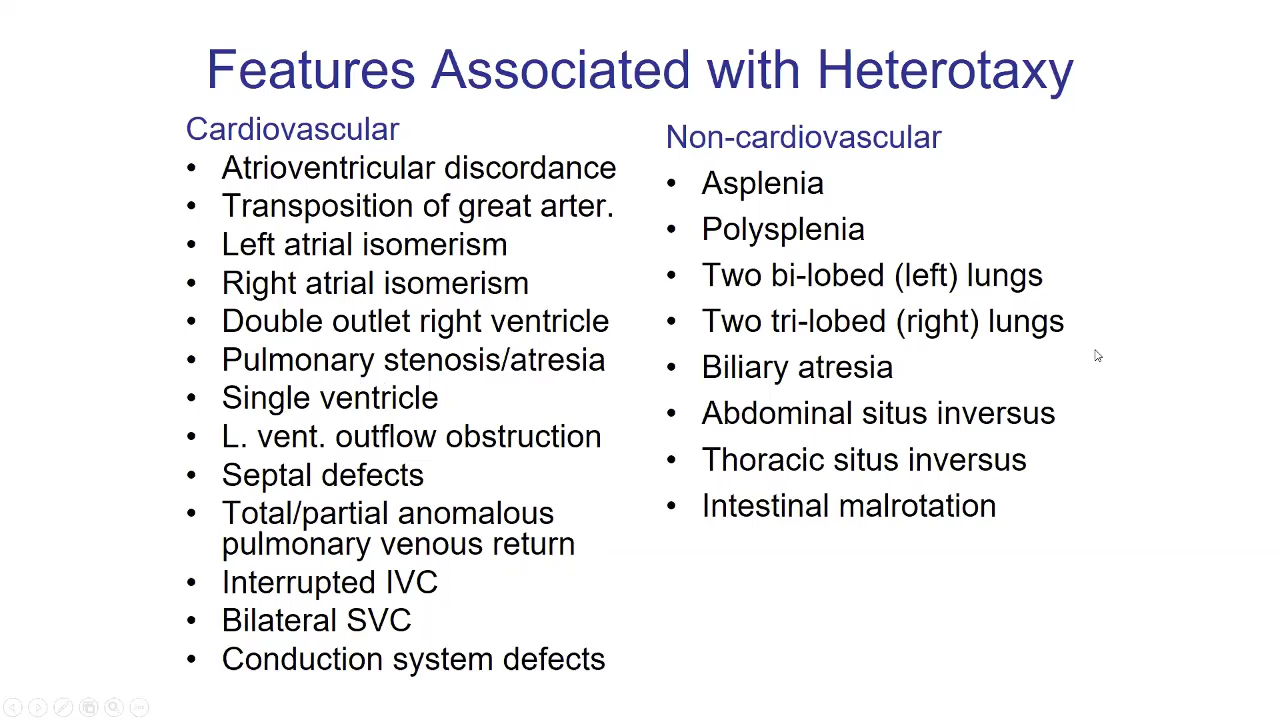 Features Associated with Heterotaxy
Cardiovascular
• Atrioventricular discordance
• Transposition of great arter.
• Left atrial isomerism
• Right atrial isomerism
• Double outlet right ventricle
• Pulmonary stenosis/atresia
• Single ventricle
• L. vent. outflow obstruction
• Septal defects
• Total/partial anomalous
pulmonary venous return
• Interrupted IVC
• Bilateral SVC
• Conduction system defects
Non-cardiovascular
• Asplenia
• Polysplenia
• Two bi-lobed (left) lungs
• Two tri-lobed (right) lungs
• Biliary atresia
• Abdominal situs inversus
• Thoracic situs inversus
• Intestinal malrotation